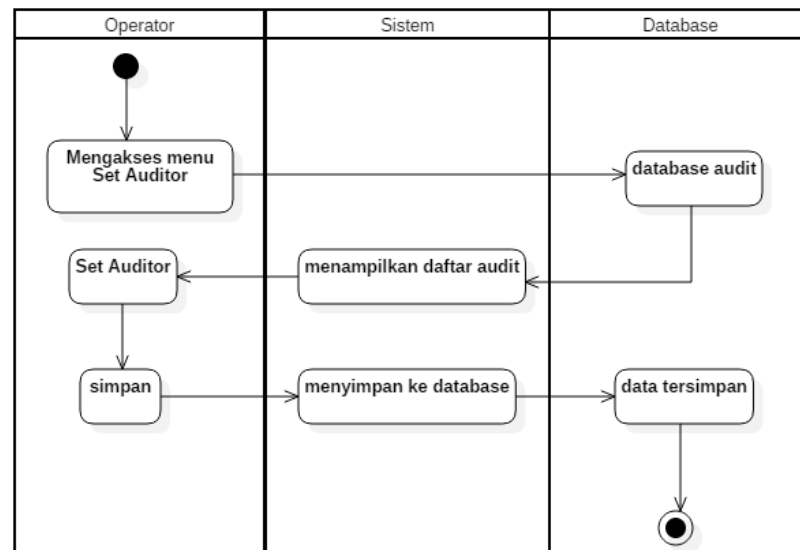 Operator
Sistem
Database
Mengakses menu
Set Auditor
database audit
Set Auditor
menampilkan daftar audit
simpan
menyimpan ke database
data tersimpan